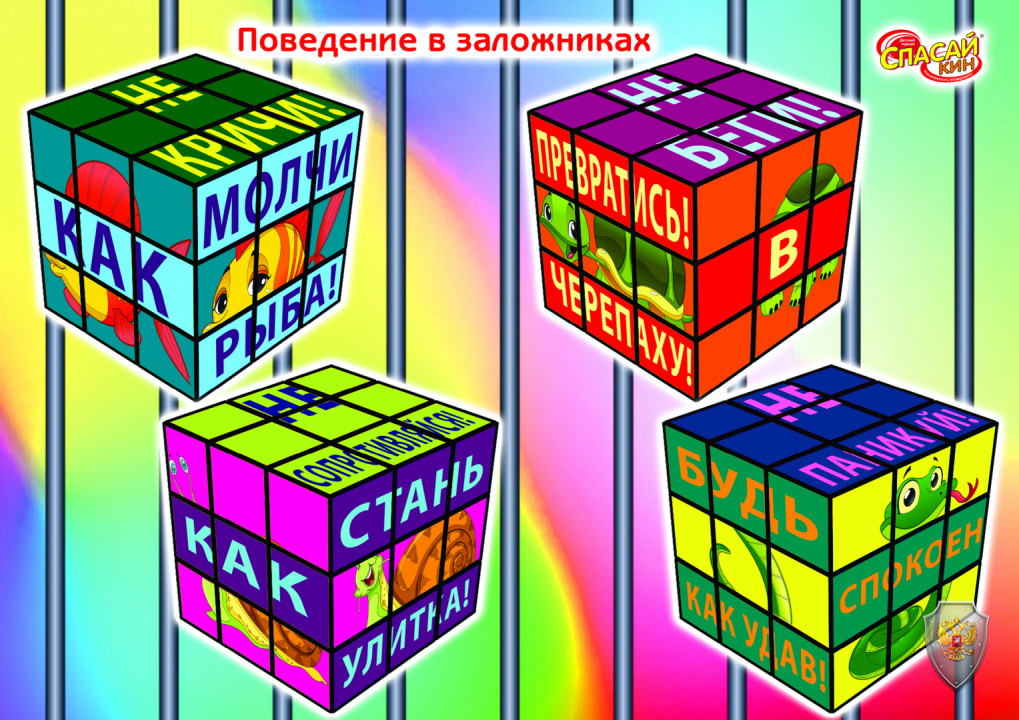 Поведение в заложниках
СПАСАЙ
КИН
НЕ
КРИЧИ!
МОЛЧИ
КАК
РЫБА!
НЕ
БЕГИ!
ПРЕВРАТИСЬ!
В
ЧЕРЕПАХУ!
НЕ
СОПРОТИВЛЯЙСЯ!
СТАНЬ
КАК
УЛИТКА!
НЕ
ПАНИКУЙ!
БУДЬ
СПОКОЕН
КАК УДАВ!